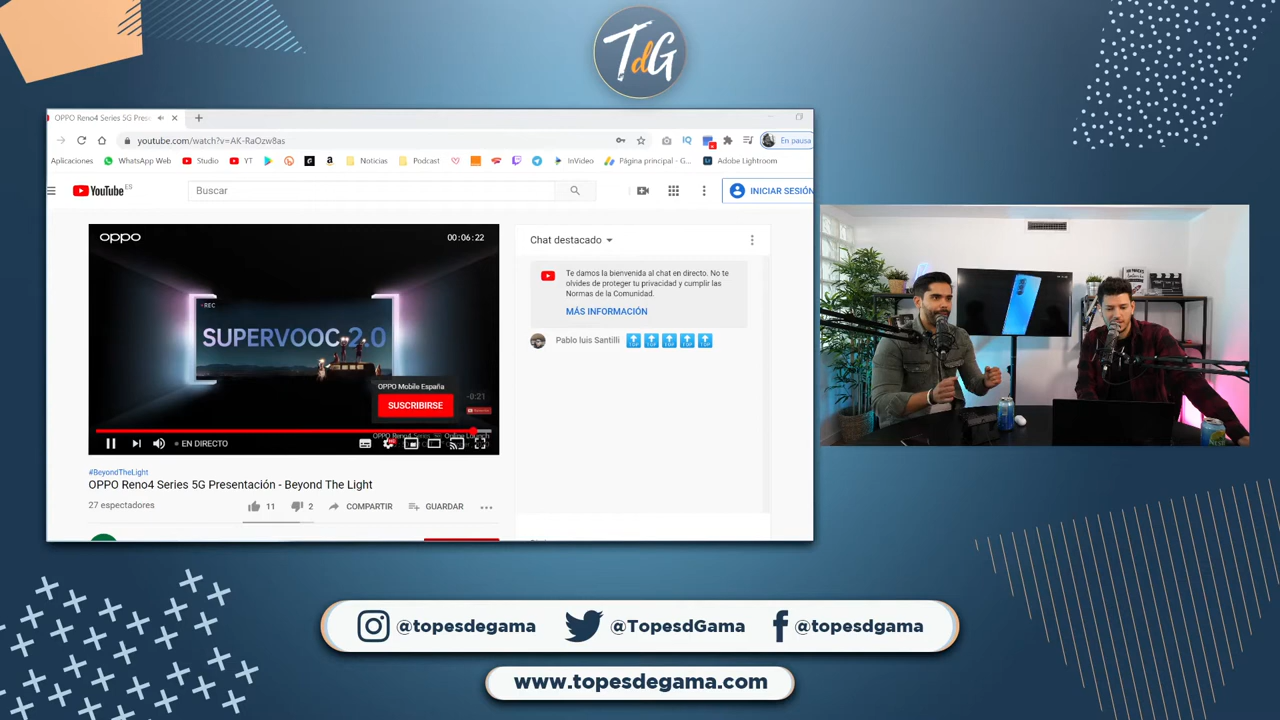 TdG
OPPO Reno4 Series 5G Prese
youtube.com/watch?v=AK-RaOzw8as
En pausa
Aplicaciones WhatsApp Web Studio YT Noticias Podcast InVideo Página principal - G... Adobe Lightroom
YouTube ES
Buscar
INICIAR SESIÓN
oppo
00:06:22
REC
SUPERVOOC 2.0
OPPO Mobile España
SUSCRIBIRSE
-0:21
EN DIRECTO
#BeyondTheLight
OPPO Reno4 Series 5G Presentación - Beyond The Light
27 espectadores
11 2 COMPARTIR GUARDAR
Chat destacado
Te damos la bienvenida al chat en directo. No te
olvides de proteger tu privacidad y cumplir las
Normas de la Comunidad.
MÁS INFORMACIÓN
Pablo luis Santilli
@topesdegama @TopesdGama @topesdgama
www.topesdegama.com